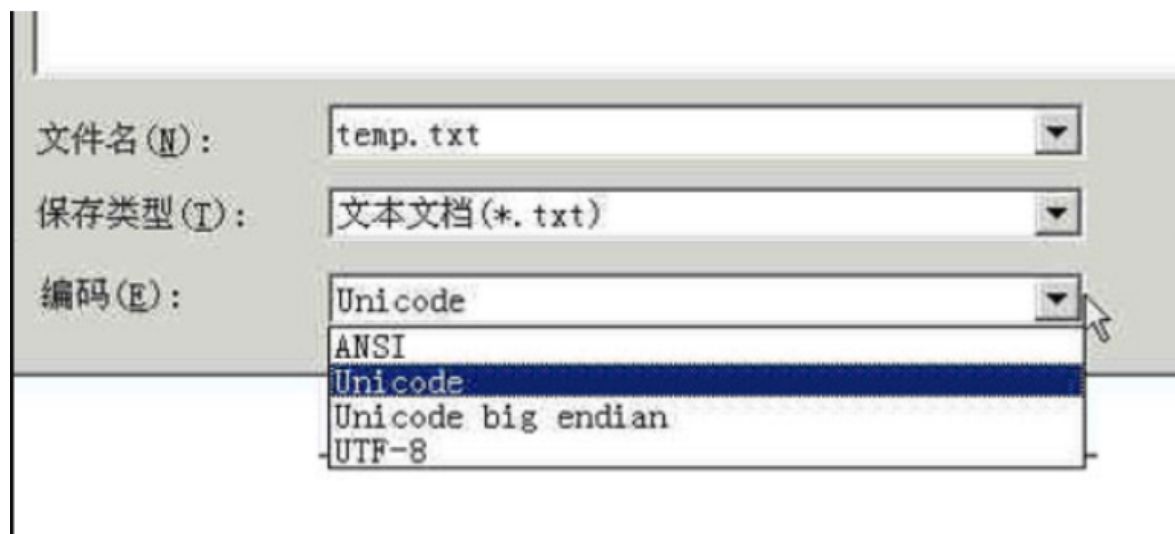 文件名(N): temp.txt
保存类型(T): 文本文档(*.txt)
编码(E): Unicode
ANSI
Unicode
Unicode big endian
UTF-8